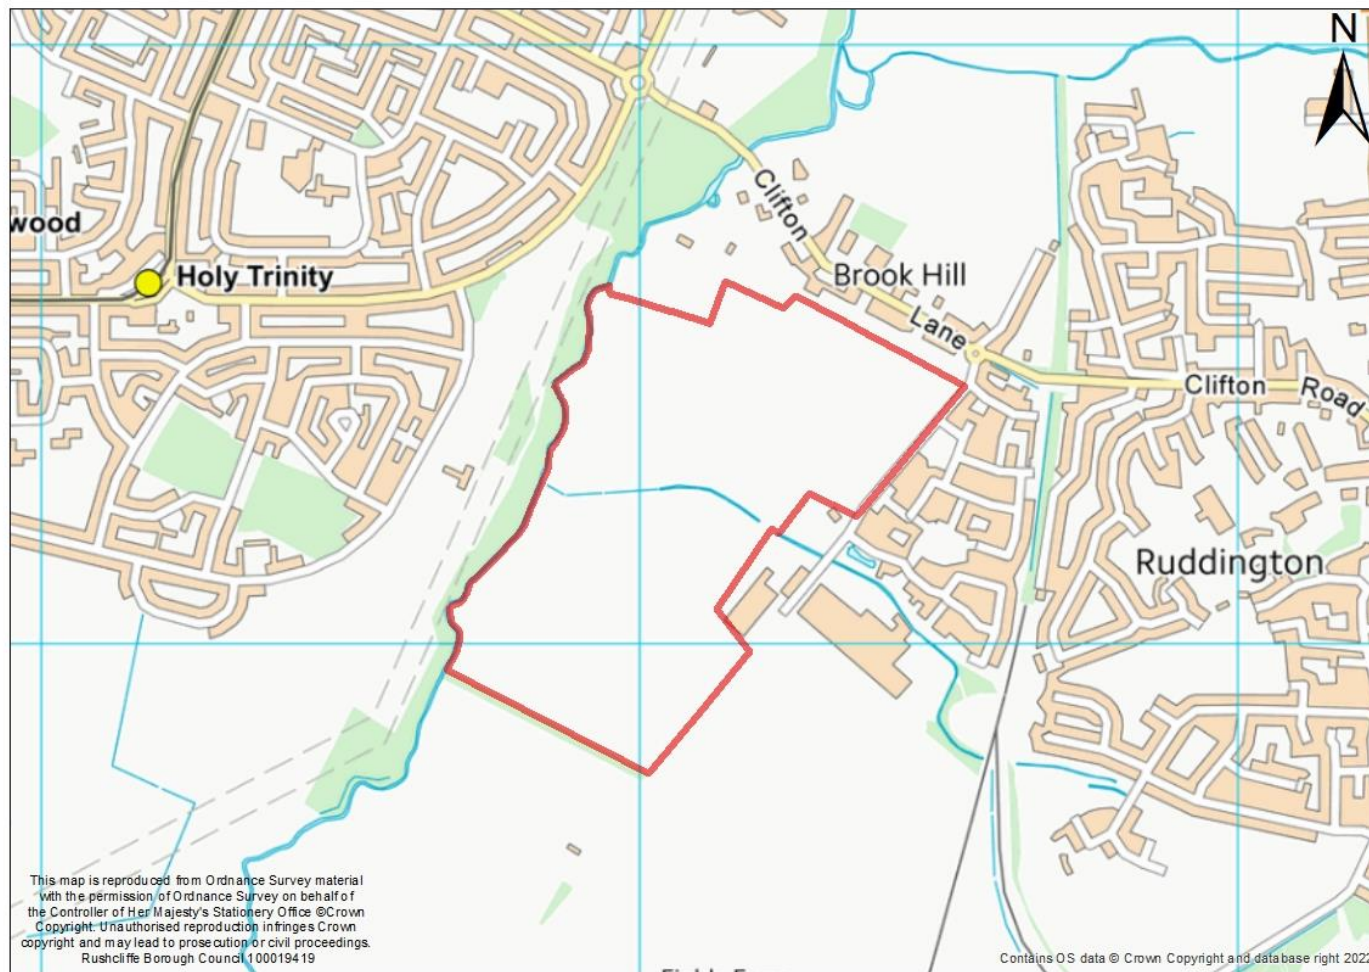 N
Clifton
wood
Holy Trinity
Brook Hill
Lane
Clifton
Road
Ruddington
This map is reproduced from Ordnance Survey material
with the permission of Ordnance Survey on behalf of
the Controller of Her Majesty's Stationery Office ©Crown
Copyright. Unauthorised reproduction infringes Crown
copyright and may lead to prosecution or civil proceedings.
Rushcliffe Borough Council 100019419
Contains OS data © Crown Copyright and database right 202